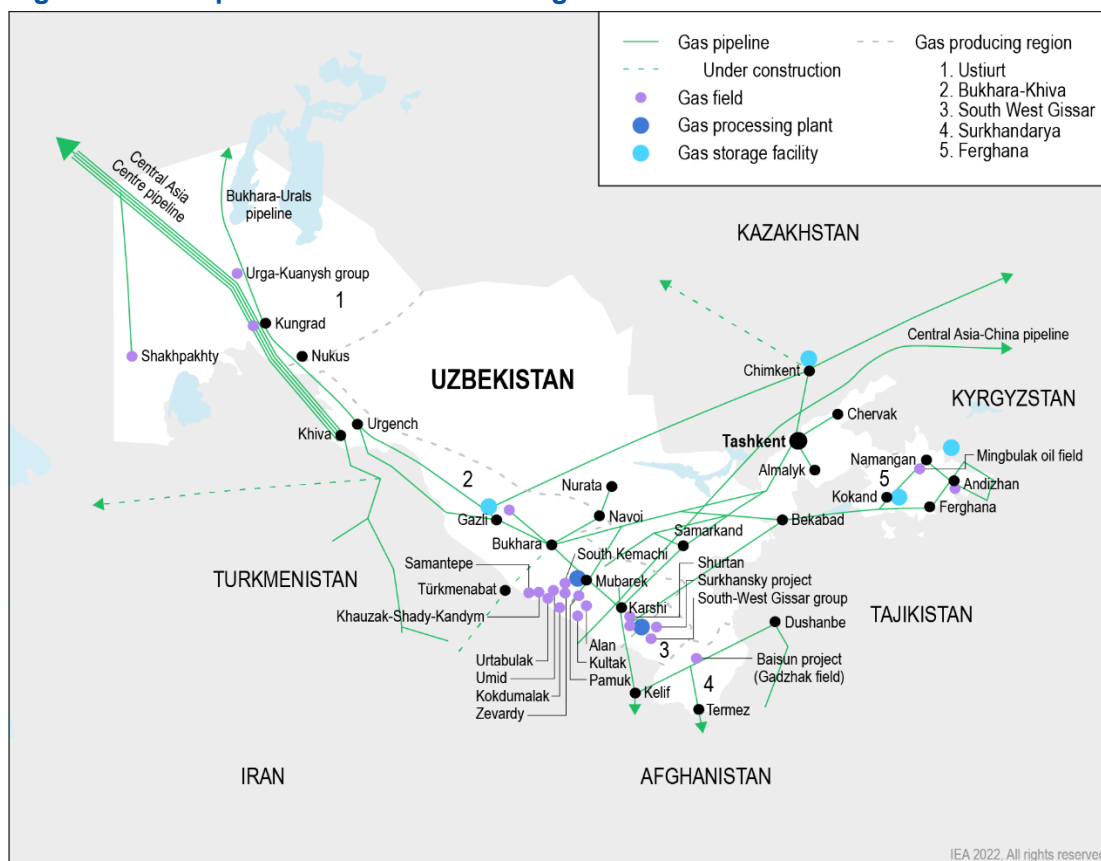 Gas pipeline
Under construction
Gas field
Gas processing plant
Gas storage facility
Gas producing region
1. Ustiurt
2. Bukhara-Khiva
3. South West Gissar
4. Surkhandarya
5. Ferghana
Central Asia
Centre pipeline
Bukhara-Urals
pipeline
KAZAKHSTAN
Urga-Kuanysh group
1
Kungrad
Central Asia-China pipeline
Shakhpakhty
Nukus
Chimkent
UZBEKISTAN
KYRGYZSTAN
Chervak
Urgench
Khiva
Tashkent
Mingbulak oil field
Namangan
Almalyk
5
Andizhan
2
Nurata
Kokand
Ferghana
Gazli
Navoi
Bekabad
Samarkand
Bukhara
South Kemachi
Samantepe
Shurtan
TURKMENISTAN
Türkmenabat
Mubarek
Surkhansky project
South-West Gissar group
Khauzak-Shady-Kandym
Karshi
TAJIKISTAN
Dushanbe
Alan
3
Urtabulak
Kultak
Baisun project
(Gadzhak field)
Umid
Pamuk
Kokdumalak
Kelif
4
Zevardy
Termez
IRAN
AFGHANISTAN
IEA 2022. All rights reserved